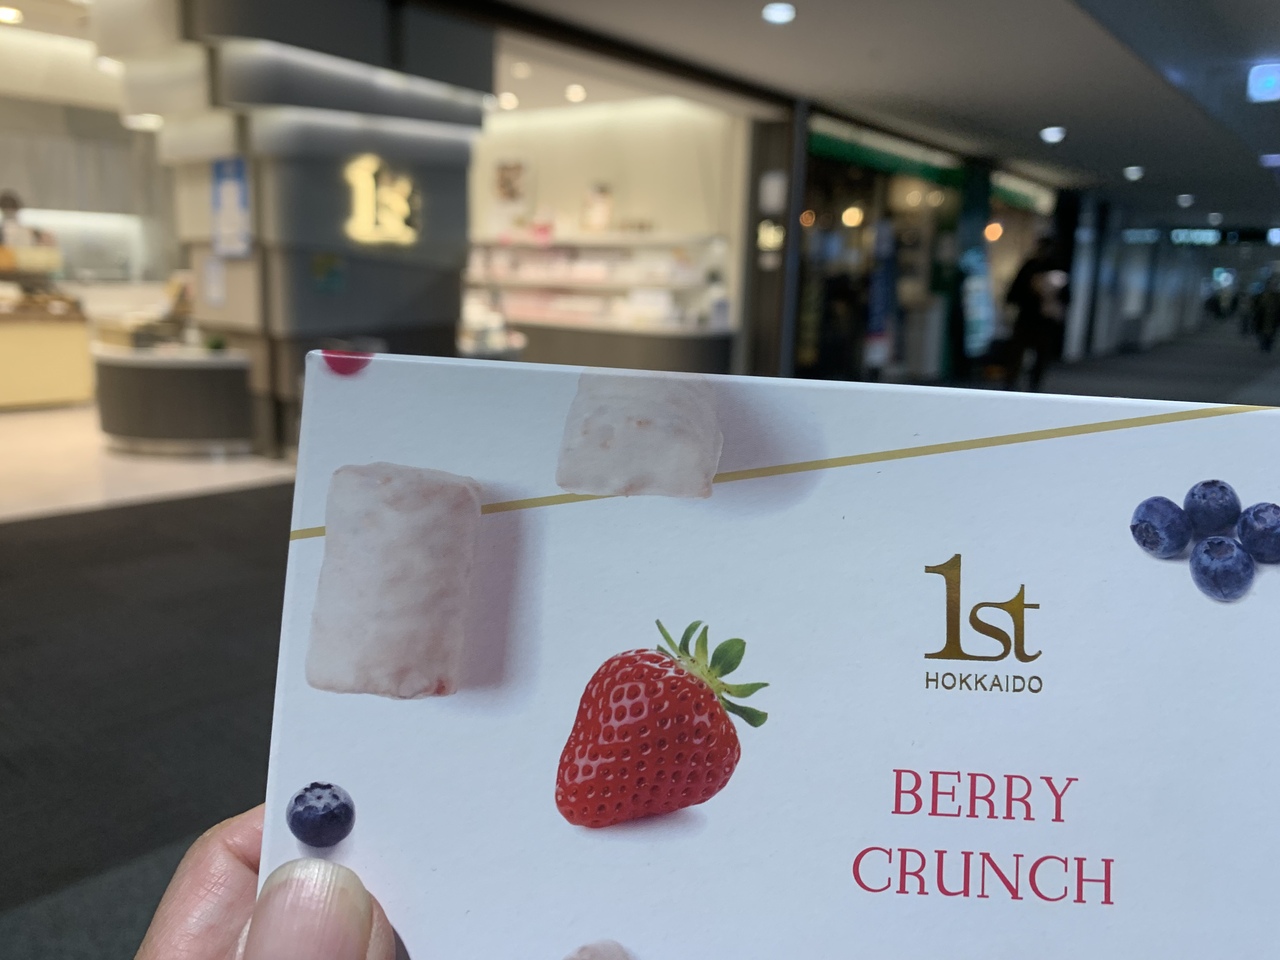 1st
1st
HOKKAIDO
BERRY
CRUNCH